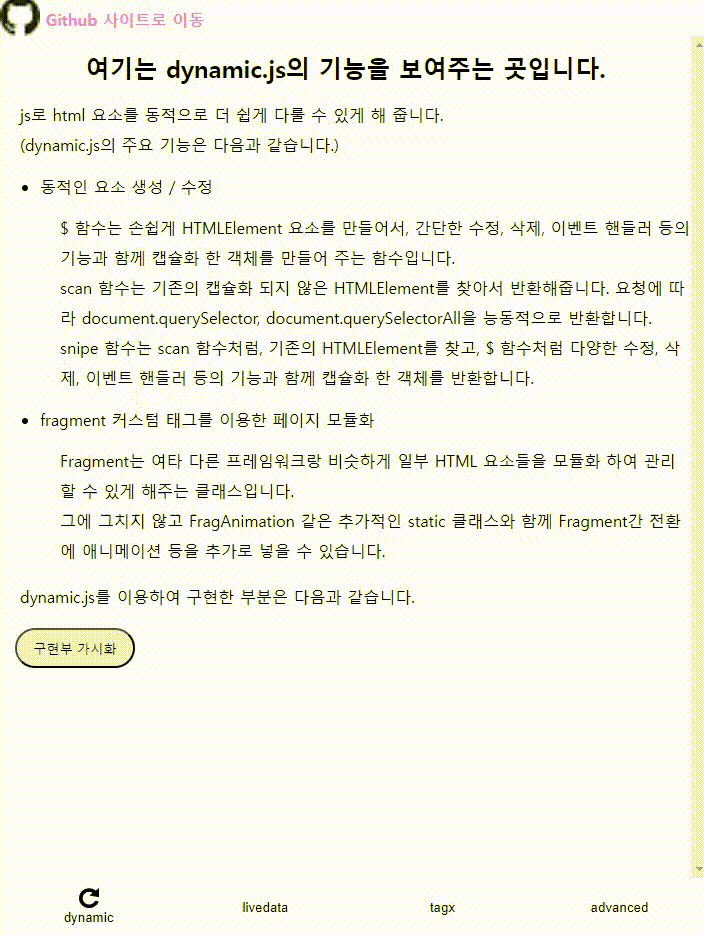 Github 사이트로 이동
여기는 dynamic.js의 기능을 보여주는 곳입니다.
js로 html 요소를 동적으로 더 쉽게 다룰 수 있게 해 줍니다.
(dynamic.js의 주요 기능은 다음과 같습니다.)
• 동적인 요소 생성 / 수정
$ 함수는 손쉽게 HTMLElement 요소를 만들어서, 간단한 수정, 삭제, 이벤트 핸들러 등의
기능과 함께 캡슐화 한 객체를 만들어 주는 함수입니다.
scan 함수는 기존의 캡슐화 되지 않은 HTMLElement를 찾아서 반환해줍니다. 요청에 따
라 document.querySelector, document.querySelectorAll을 능동적으로 반환합니다.
snipe 함수는 scan 함수처럼, 기존의 HTMLElement를 찾고, $ 함수처럼 다양한 수정, 삭
제, 이벤트 핸들러 등의 기능과 함께 캡슐화 한 객체를 반환합니다.
• fragment 커스텀 태그를 이용한 페이지 모듈화
Fragment는 여타 다른 프레임워크랑 비슷하게 일부 HTML 요소들을 모듈화 하여 관리
할 수 있게 해주는 클래스입니다.
그에 그치지 않고 FragAnimation 같은 추가적인 static 클래스와 함께 Fragment간 전환
에 애니메이션 등을 추가로 넣을 수 있습니다.
dynamic.js를 이용하여 구현한 부분은 다음과 같습니다.
구현부 가시화
dynamic
livedata
tagx
advanced